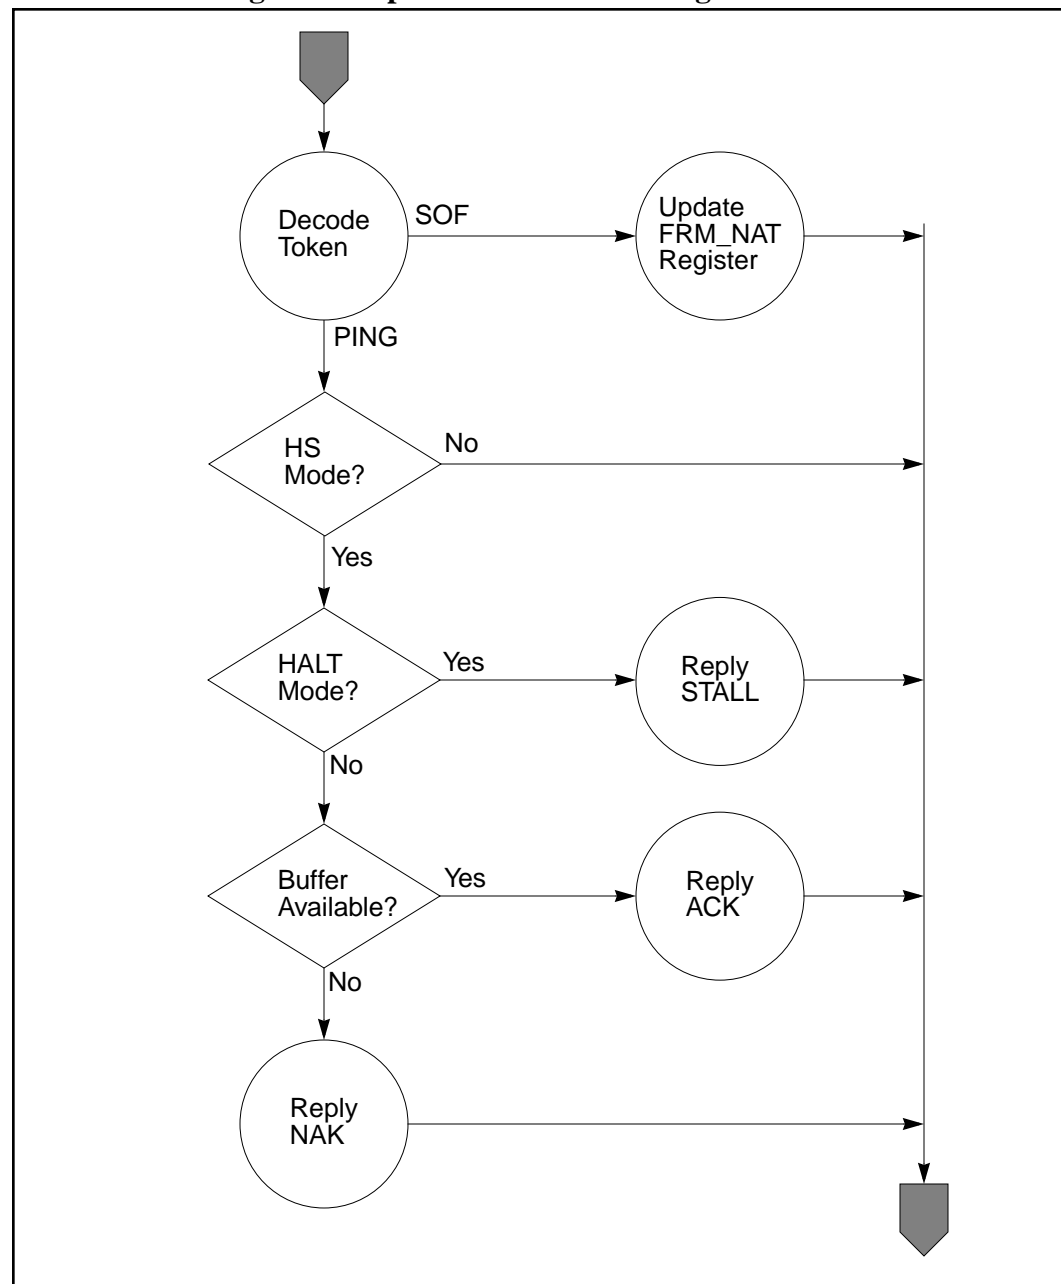 Decode
Token
SOF
Update
FRM_NAT
Register
PING
HS
Mode?
No
Yes
HALT
Mode?
Yes
Reply
STALL
No
Buffer
Available?
Yes
Reply
ACK
No
Reply
NAK